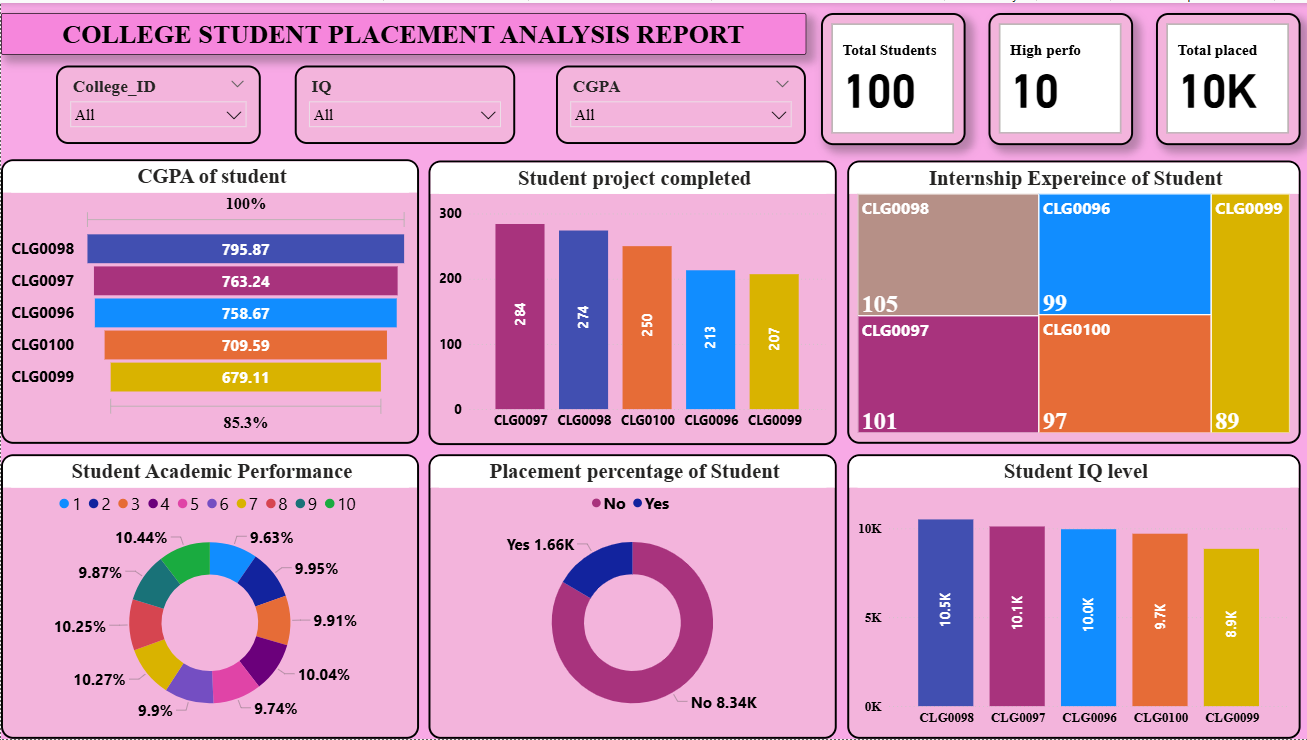 COLLEGE STUDENT PLACEMENT ANALYSIS REPORT
College_ID
All
IQ
All
CGPA
All
Total Students
100
High perfo
10
Total placed
10K
CGPA of student
100%
CLG0098 795.87
CLG0097 763.24
CLG0096 758.67
CLG0100 709.59
CLG0099 679.11
85.3%
Student project completed
300
200
100
0
284
274
250
213
207
CLG0097 CLG0098 CLG0100 CLG0096 CLG0099
Internship Expereince of Student
CLG0098
105
CLG0096
99
CLG0099
89
CLG0097
101
CLG0100
97
Student Academic Performance
1 2 3 4 5 6 7 8 9 10
10.44% 9.63%
9.87% 9.95%
10.25% 9.91%
10.27% 10.04%
9.9% 9.74%
Placement percentage of Student
No Yes
Yes 1.66K
No 8.34K
Student IQ level
10K
5K
0K
10.5K
10.1K
10.0K
9.7K
8.9K
CLG0098 CLG0097 CLG0096 CLG0100 CLG0099